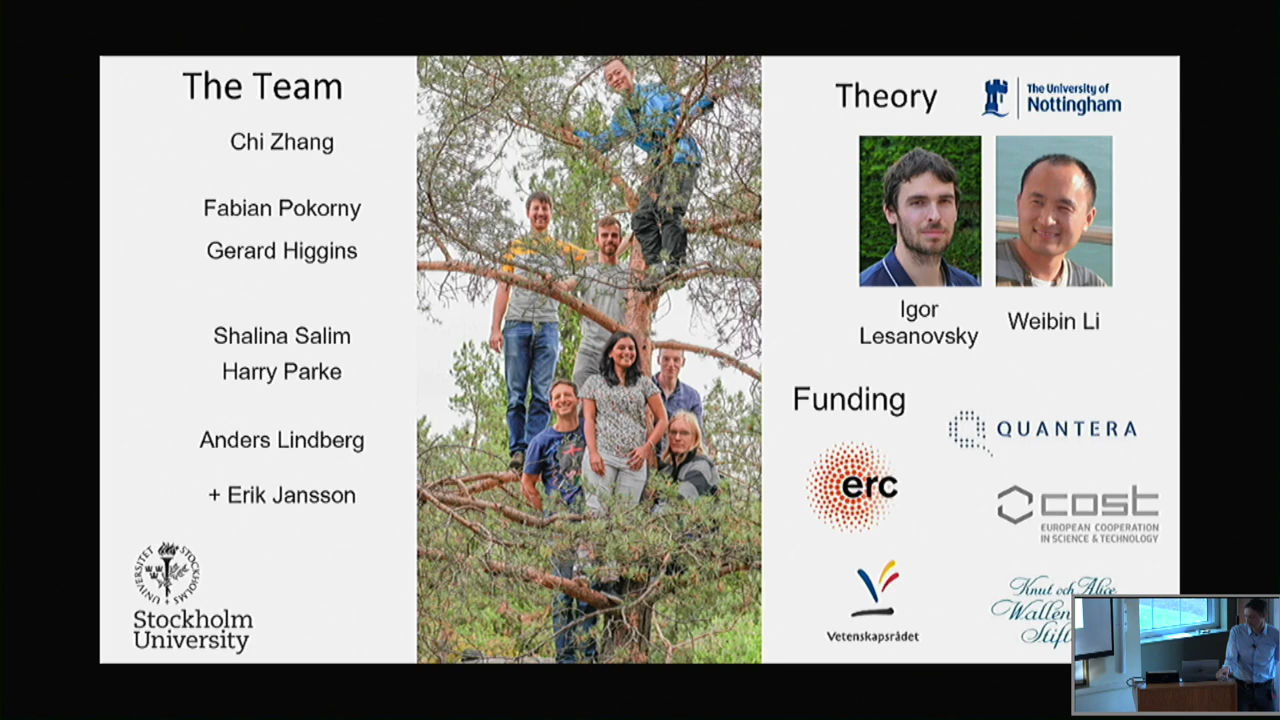 The Team
Chi Zhang
Fabian Pokorny
Gerard Higgins
Shalina Salim
Harry Parke
Anders Lindberg
+ Erik Jansson
STOCKHOLMS UNIVERSITET
Stockholm
University
Theory
The University of
Nottingham
Igor
Lesanovsky
Weibin Li
Funding
QUANTERA
erc
cost
EUROPEAN COOPERATION
IN SCIENCE & TECHNOLOGY
Vetenskapsrådet
Knut och Alice